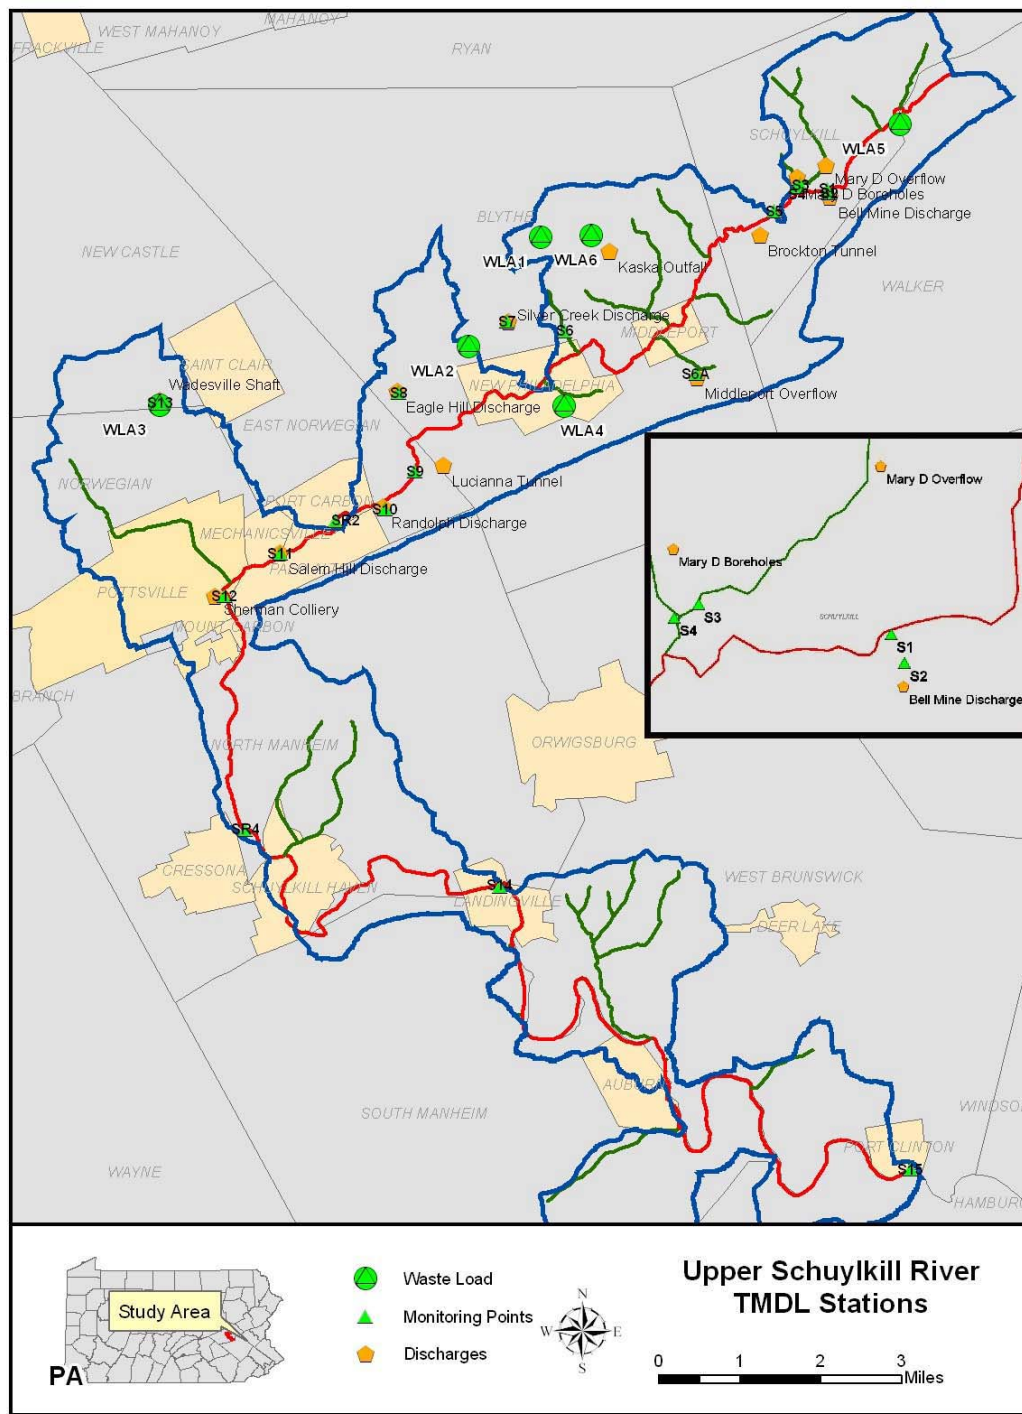 MAHANOY
WEST MAHANOY
FRACKVILLE
RYAN
SCHUYLKILL
WLA5
Mary D Overflow
S3
S1
S4
Mary D Boreholes
S2
Bell Mine Discharge
S5
BLYTHE
Brockton Tunnel
NEW CASTLE
WLA1
WLA6
Kaska Outfall
WALKER
S7
Silver Creek Discharge
S6
MIDDLEPORT
SAINT CLAIR
WLA2
S6A
Wadesville Shaft
NEW PHILADELPHIA
Middleport Overflow
S13
S8
Eagle Hill Discharge
WLA3
EAST NORWEGIAN
WLA4
NORWEGIAN
S9
Lucianna Tunnel
PORT CARBON
S10
SR2
Randolph Discharge
MECHANICSVILLE
S11
Salem Hill Discharge
POTTSVILLE
S12
Sherman Colliery
MOUNT CARBON
BRANCH
Mary D Overflow
Mary D Boreholes
S3
S4
SCHUYLKILL
S1
S2
Bell Mine Discharge
NORTH MANHEIM
ORWIGSBURG
SR4
CRESSONA
SCHUYLKILL HAVEN
S14
LANDINGVILLE
WEST BRUNSWICK
DEER LAKE
AUBURN
SOUTH MANHEIM
WINDSOR
WAYNE
PORT CLINTON
S15
HAMBURG
Study Area
PA
Waste Load
Monitoring Points
Discharges
N
W
E
S
Upper Schuylkill River
TMDL Stations
0 1 2 3
Miles